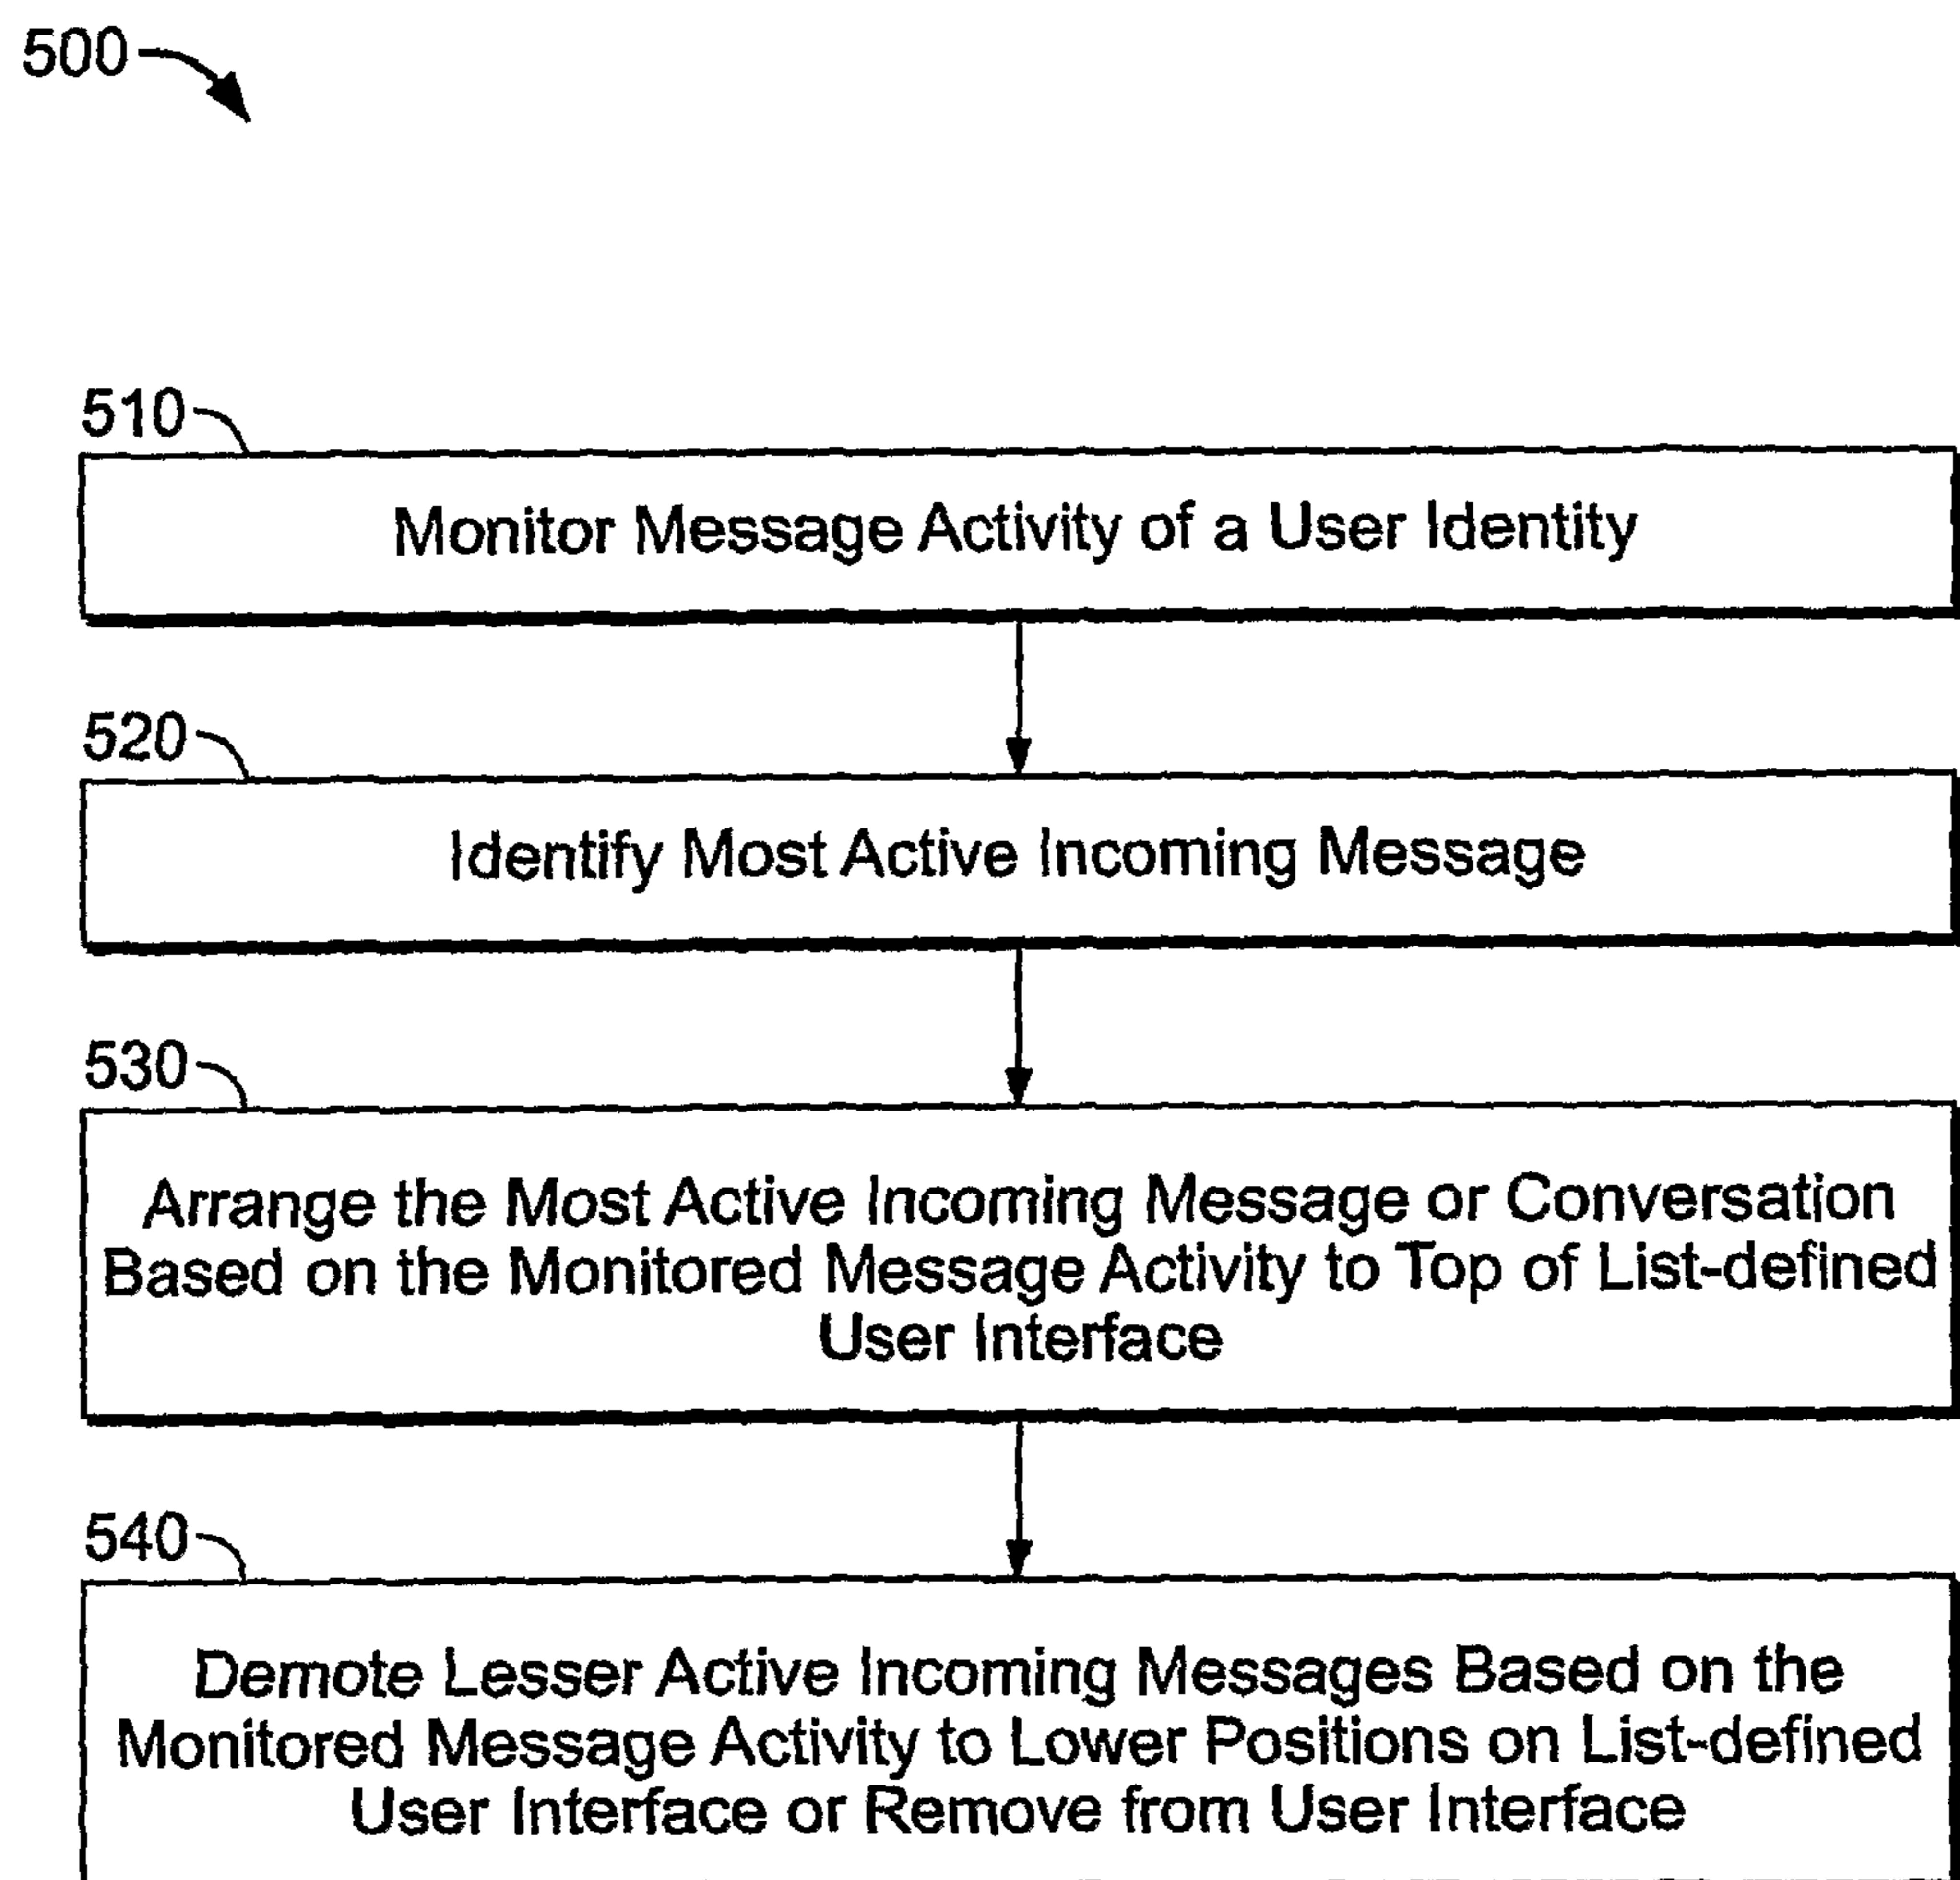 500
510
Monitor Message Activity of a User Identity
520
Identify Most Active Incoming Message
530
Arrange the Most Active Incoming Message or Conversation
Based on the Monitored Message Activity to Top of List-defined
User Interface
540
Demote Lesser Active Incoming Messages Based on the
Monitored Message Activity to Lower Positions on List-defined
User Interface or Remove from User Interface